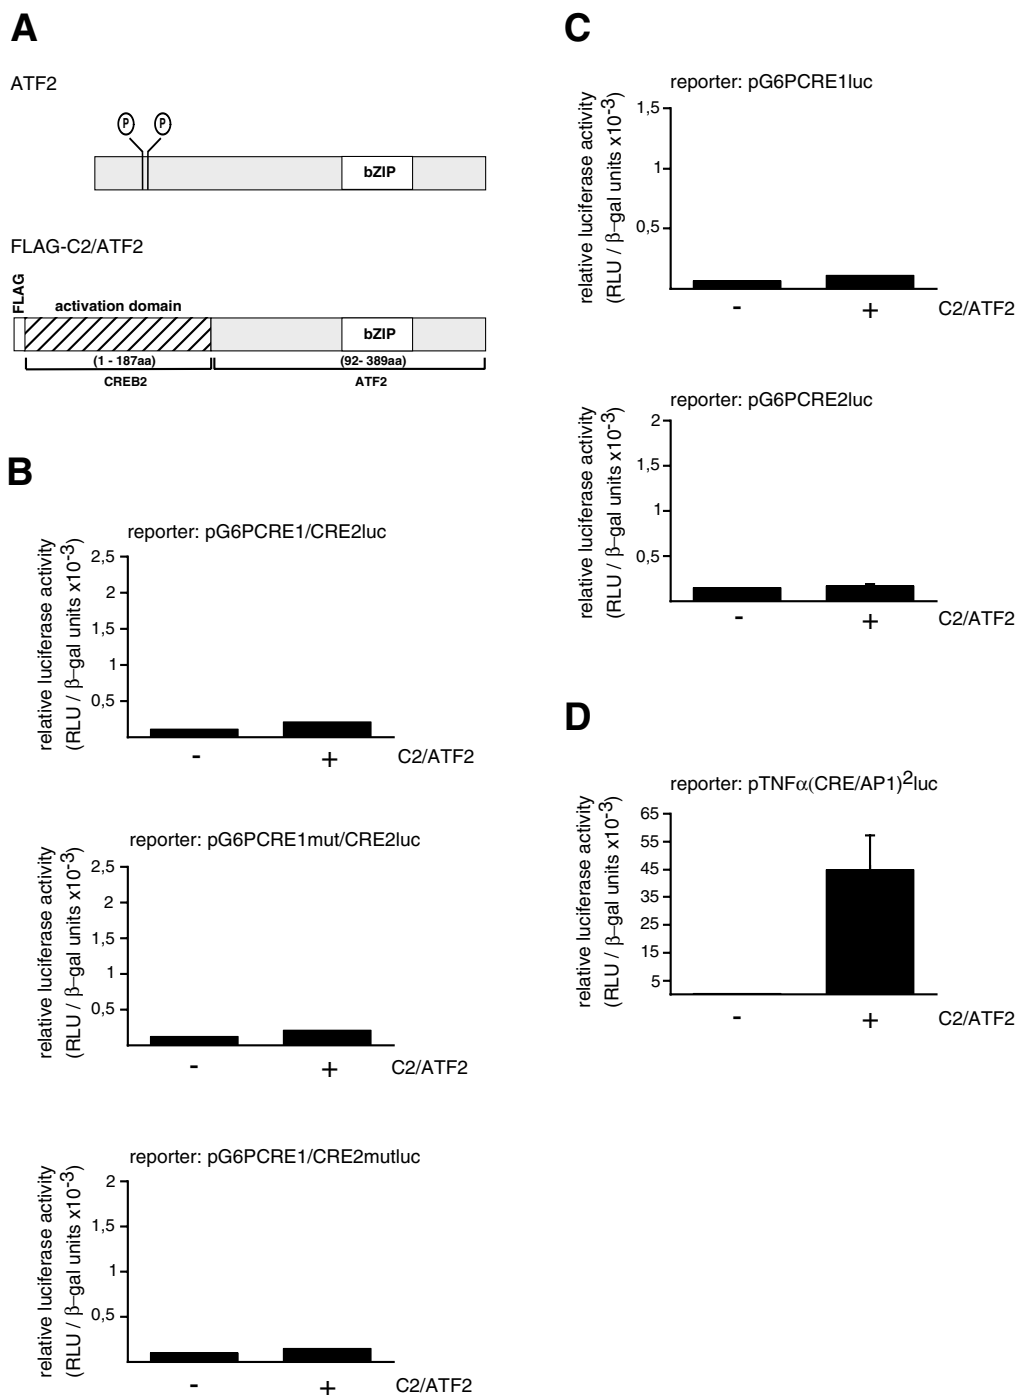 A
ATF2
P P
bZIP
FLAG-C2/ATF2
FLAG
activation domain
bZIP
(1 - 187aa)
(92- 389aa)
CREB2
ATF2
B
reporter: pG6PCRE1/CRE2luc
relative luciferase activity
(RLU / β–gal units x10-3)
2,5
2
1,5
1
0,5
- + C2/ATF2
reporter: pG6PCRE1mut/CRE2luc
relative luciferase activity
(RLU / β–gal units x10-3)
2,5
2
1,5
1
0,5
- + C2/ATF2
reporter: pG6PCRE1/CRE2mutluc
relative luciferase activity
(RLU / β–gal units x10-3)
2
1,5
1
0,5
- + C2/ATF2
C
reporter: pG6PCRE1luc
relative luciferase activity
(RLU / β–gal units x10-3)
1,5
1
0,5
- + C2/ATF2
reporter: pG6PCRE2luc
relative luciferase activity
(RLU / β–gal units x10-3)
2
1,5
1
0,5
- + C2/ATF2
D
reporter: pTNFα(CRE/AP1)2luc
relative luciferase activity
(RLU / β–gal units x10-3)
65
55
45
35
25
15
5
- + C2/ATF2